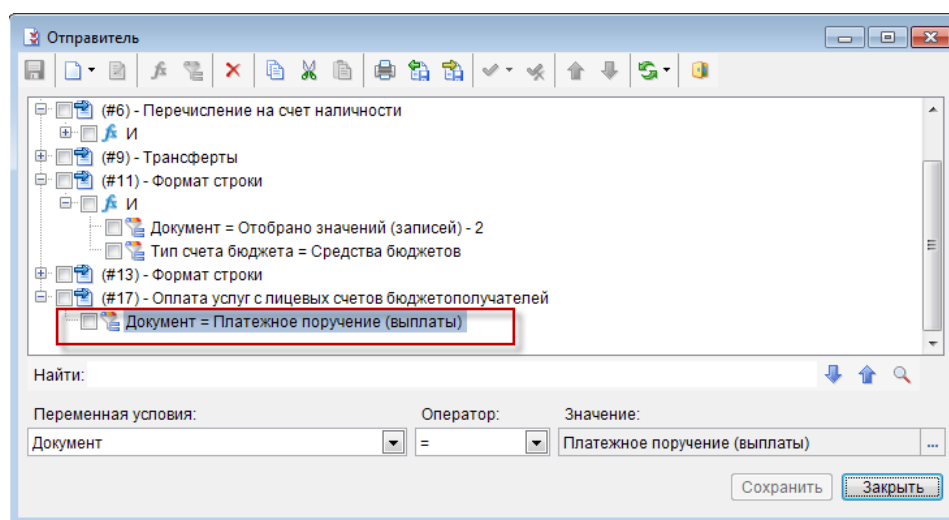 Отправитель
(#6) - Перечисление на счет наличности
И
(#9) - Трансферты
(#11) - Формат строки
И
Документ = Отобрано значений (записей) - 2
Тип счета бюджета = Средства бюджетов
(#13) - Формат строки
(#17) - Оплата услуг с лицевых счетов бюджетополучателей
Документ = Платежное поручение (выплаты)
Найти:
Переменная условия: Оператор: Значение:
Документ = Платежное поручение (выплаты) ...
Сохранить Закрыть